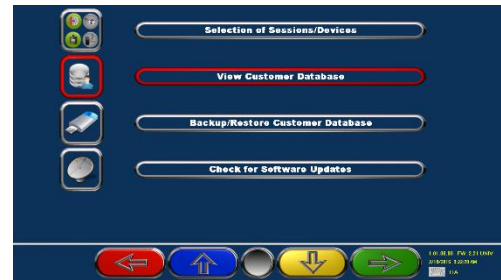 Selection of Sessions/Devices
View Customer Database
Backup/Restore Customer Database
Check for Software Updates